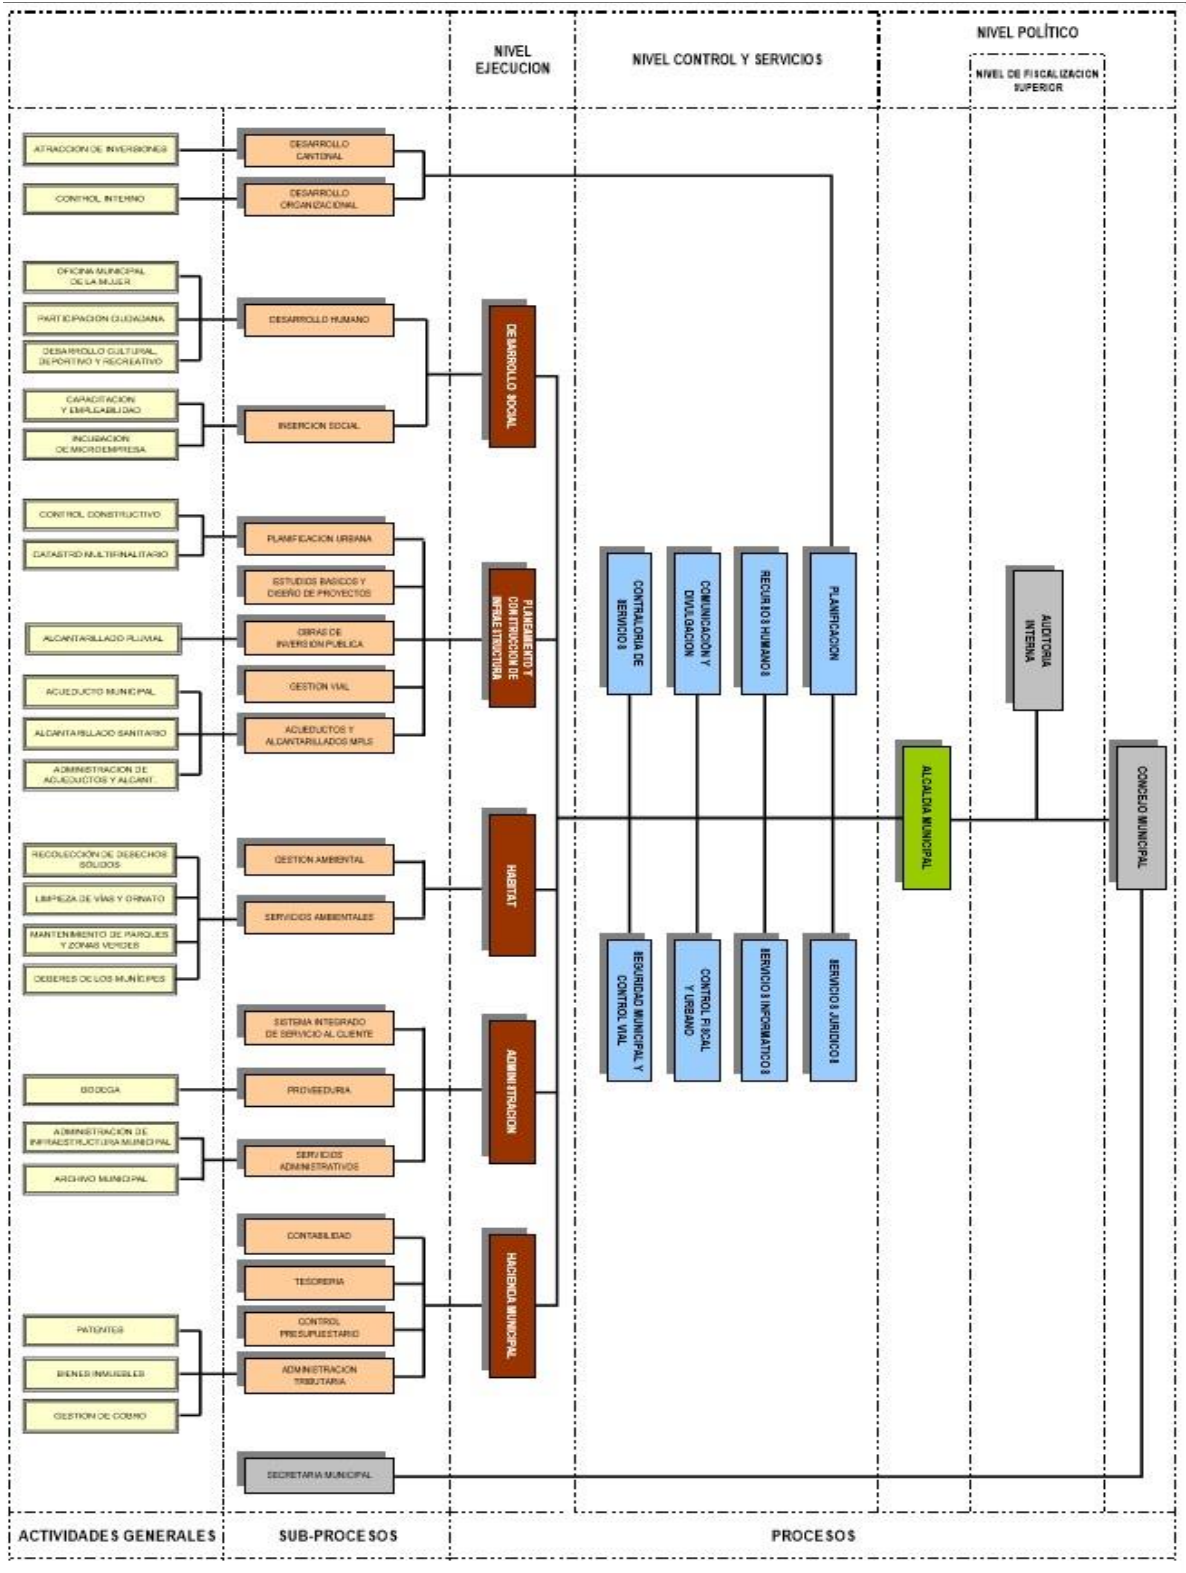 NIVEL POLÍTICO
NIVEL
EJECUCION
NIVEL CONTROL Y SERVICIOS
NIVEL DE FISCALIZACION
SUPERIOR
ATRACCION DE INVERSIONES
DESARROLLO
CANTONAL
CONTROL INTERNO
DESARROLLO
ORGANIZACIONAL
OFICINA MUNICIPAL
DE LA MUJER
PARTICIPACIÓN CIUDADANA
DESARROLLO CULTURAL,
DEPORTIVO Y RECREATIVO
DESARROLLO HUMANO
CAPACITACION
Y EMPLEABILIDAD
INCUBACION
DE MICROEMPRESA
INSERCION SOCIAL
DESARROLLO SOCIAL
CONTROL CONSTRUCTIVO
CATASTRO MULTIFINALITARIO
PLANIFICACION URBANA
ESTUDIOS BASICOS Y
DISEÑO DE PROYECTOS
ALCANTARILLADO PLUVIAL
OBRAS DE
INVERSION PUBLICA
GESTION VIAL
ACUEDUCTO MUNICIPAL
ALCANTARILLADO SANITARIO
ADMINISTRACION DE
ACUEDUCTOS Y ALCANT.
ACUEDUCTOS Y
ALCANTARILLADOS MPLS
PLANEAMIENTO Y
CONSTRUCCION DE
INFRAESTRUCTURA
CONTRALORIA DE
SERVICIOS
COMUNICACIÓN Y
DIVULGACION
RECURSOS HUMANOS
PLANIFICACION
AUDITORIA
INTERNA
ALCALDIA MUNICIPAL
CONCEJO MUNICIPAL
RECOLECCIÓN DE DESECHOS
SÓLIDOS
LIMPIEZA DE VÍAS Y ORNATO
MANTENIMIENTO DE PARQUES
Y ZONAS VERDES
DEBERES DE LOS MUNÍCIPES
GESTION AMBIENTAL
SERVICIOS AMBIENTALES
HABITAT
SEGURIDAD MUNICIPAL Y
CONTROL VIAL
CONTROL FISCAL
Y URBANO
SERVICIOS INFORMATICOS
SERVICIOS JURIDICOS
SISTEMA INTEGRADO
DE SERVICIO AL CLIENTE
BODEGA
PROVEEDURIA
ADMINISTRACIÓN DE
INFRAESTRUCTURA MUNICIPAL
ARCHIVO MUNICIPAL
SERVICIOS
ADMINISTRATIVOS
ADMINISTRACION
CONTABILIDAD
TESORERIA
CONTROL
PRESUPUESTARIO
PATENTES
BIENES INMUEBLES
GESTIÓN DE COBRO
ADMINISTRACION
TRIBUTARIA
HACIENDA MUNICIPAL
SECRETARIA MUNICIPAL
ACTIVIDADES GENERALES
SUB-PROCESOS
PROCESOS